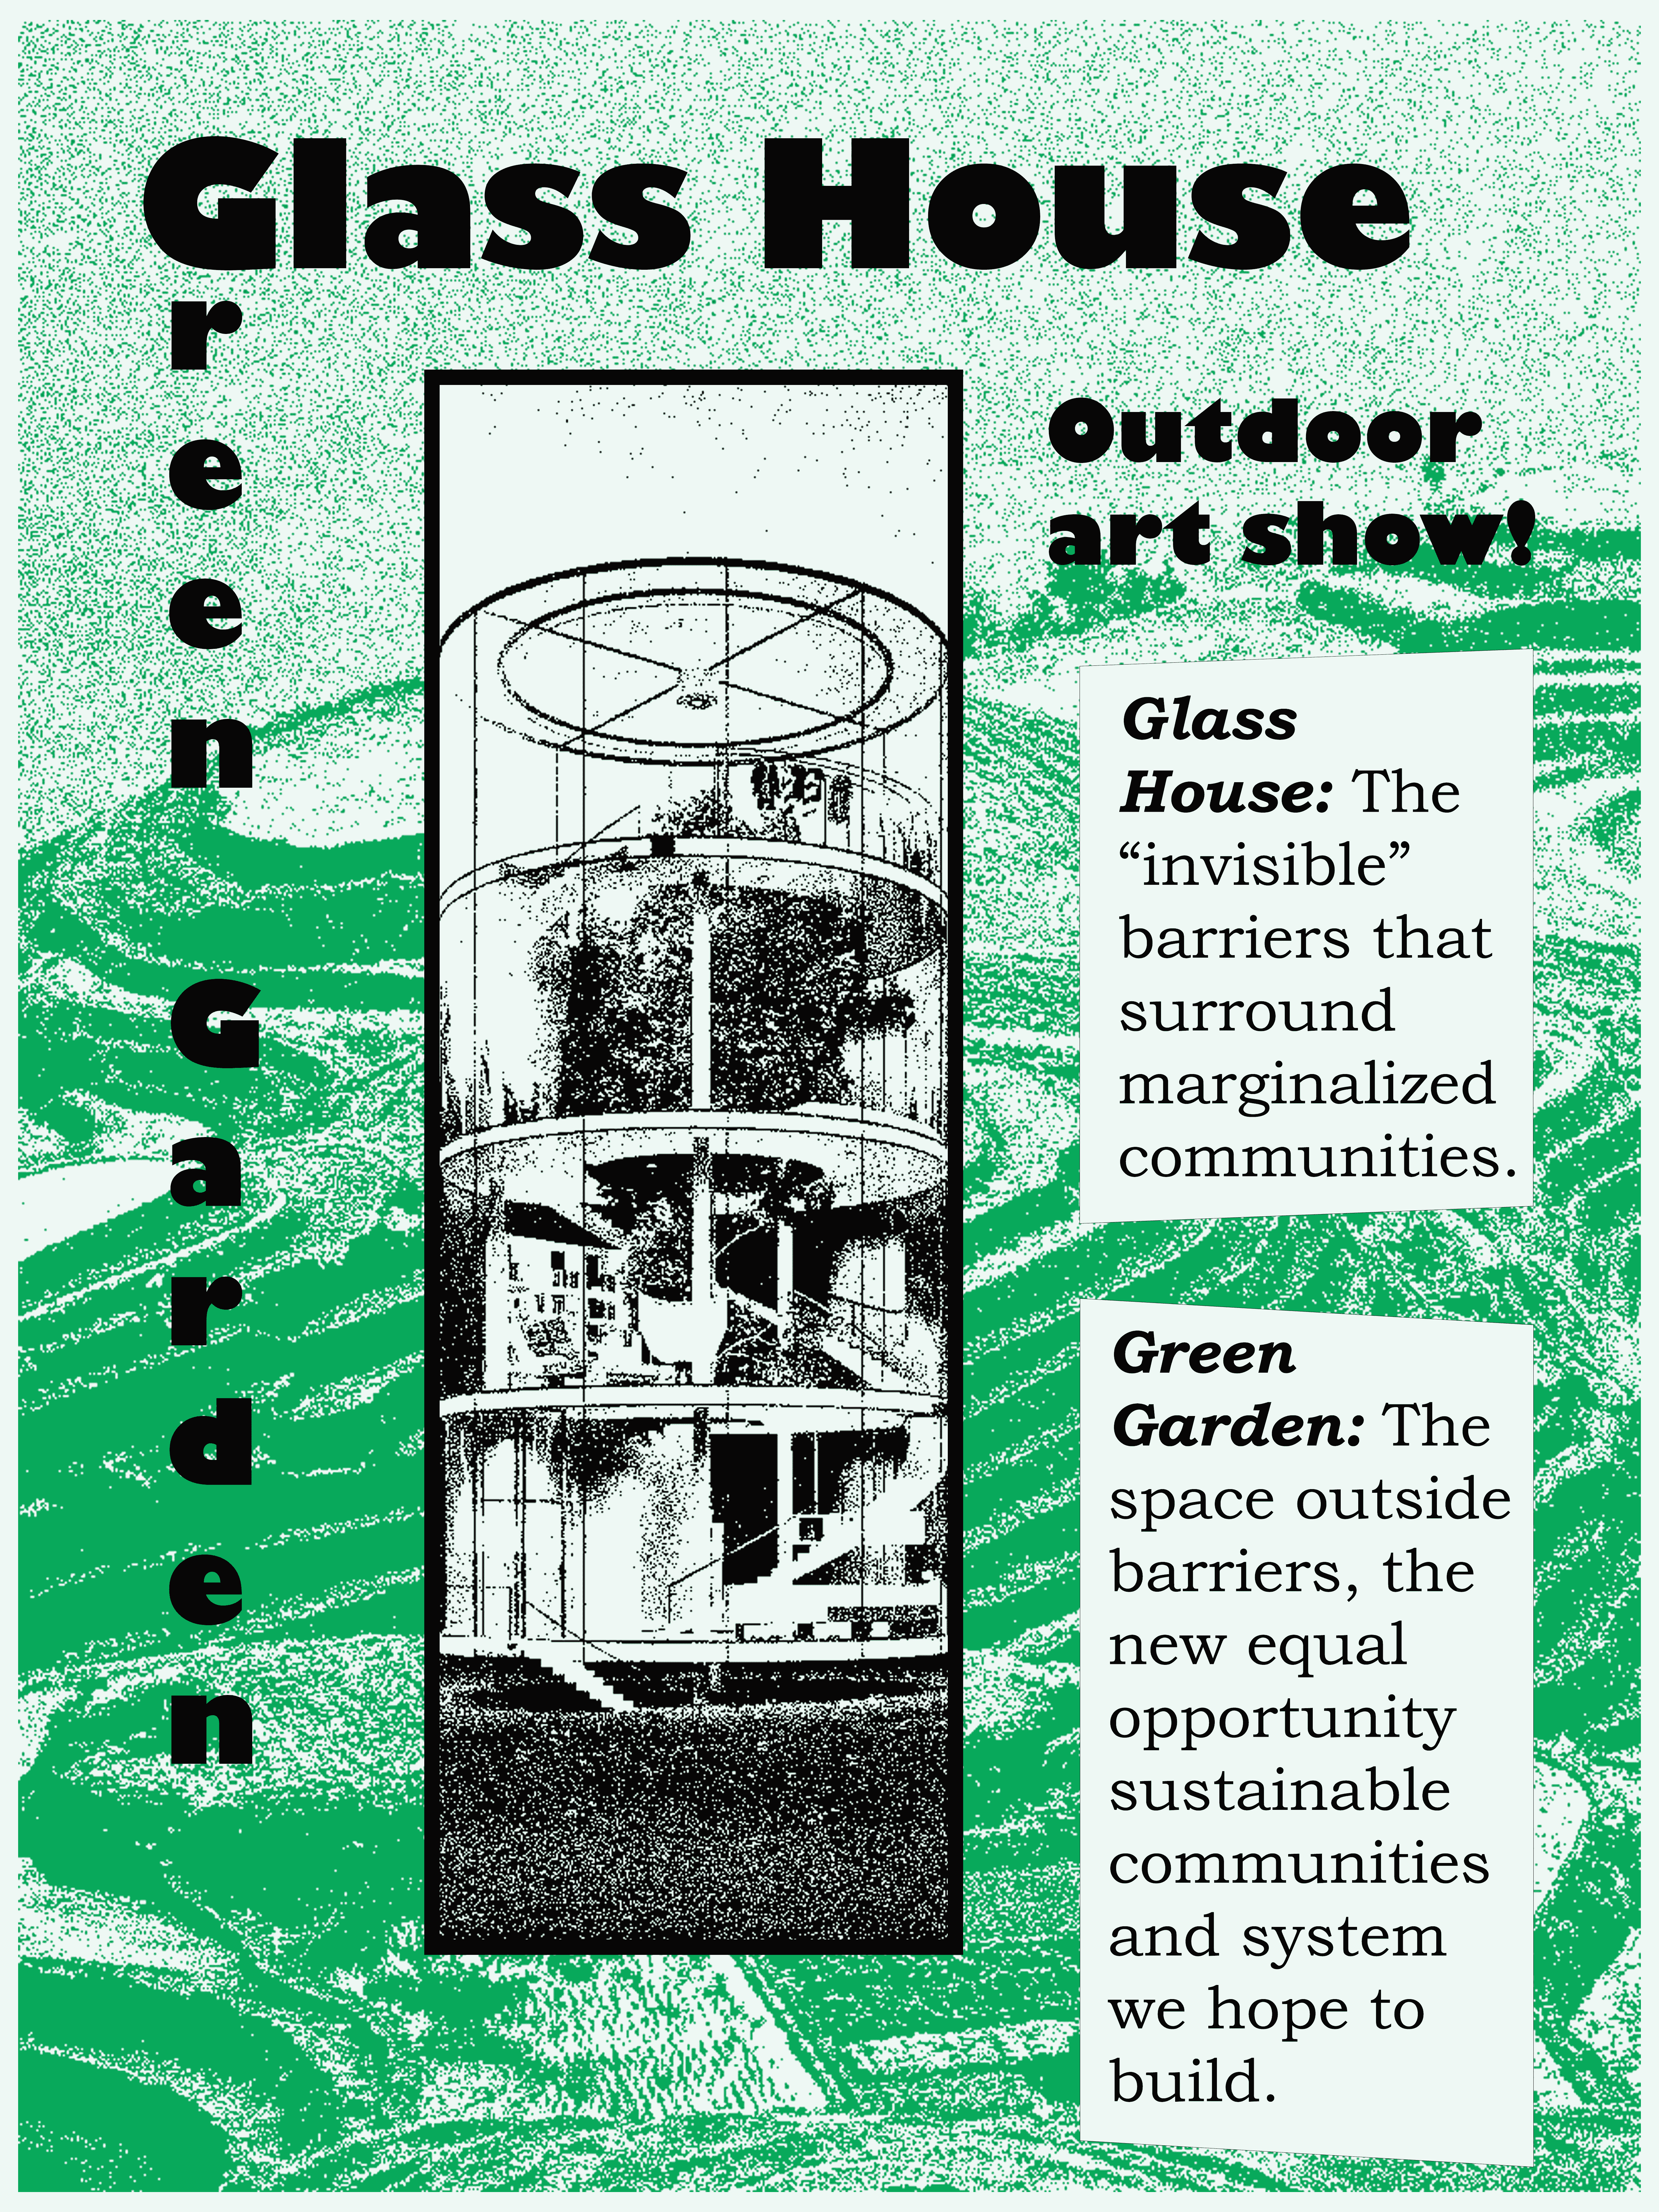 Glass House
Green Garden
Outdoor
art show!
Glass
House: The
“invisible”
barriers that
surround
marginalized
communities.
Green
Garden: The
space outside
barriers, the
new equal
opportunity
sustainable
communities
and system
we hope to
build.